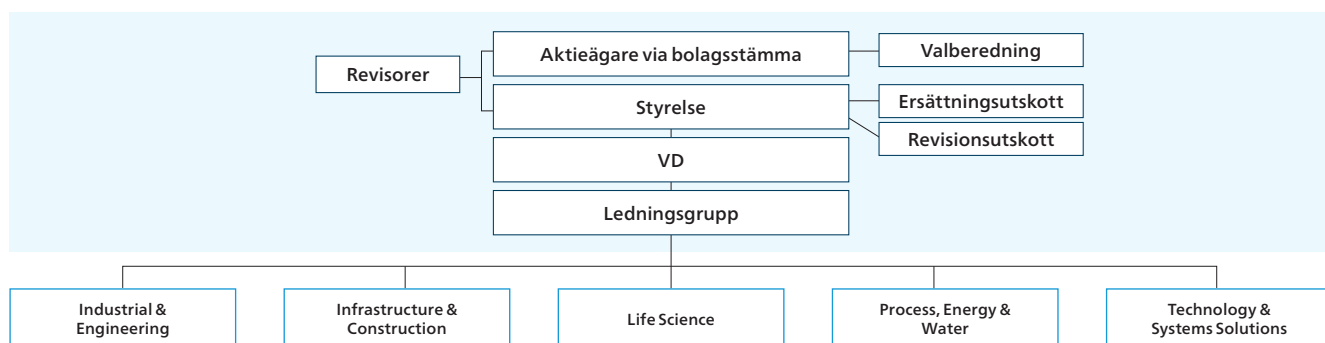 Aktieägare via bolagsstämma
Valberedning
Revisorer
Styrelse
Ersättningsutskott
Revisionsutskott
VD
Ledningsgrupp
Industrial &
Engineering
Infrastructure &
Construction
Life Science
Process, Energy &
Water
Technology &
Systems Solutions